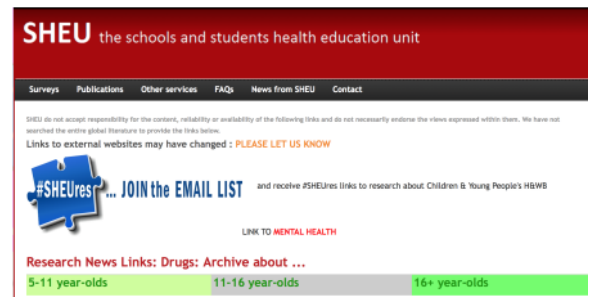 SHEU the schools and students health education unit
Surveys Publications Other services FAQs News from SHEU Contact
SHEU do not accept responsibility for the content, reliability or availability of the following links and do not necessarily endorse the views expressed within them. We have not
searched the entire global literature to provide the links below.
Links to external websites may have changed : PLEASE LET US KNOW
#SHEUres ... JOIN the EMAIL LIST and receive #SHEUres links to research about Children & Young People's H&WB
LINK TO MENTAL HEALTH
Research News Links: Drugs: Archive about ...
5-11 year-olds 11-16 year-olds 16+ year-olds